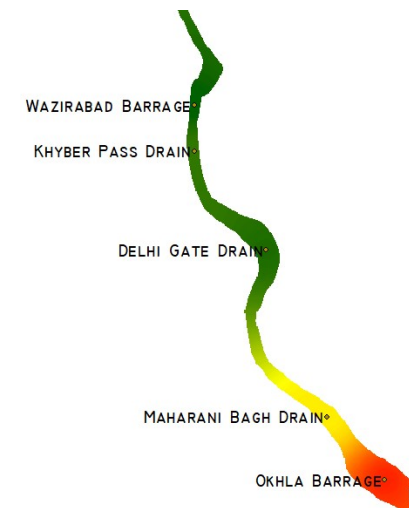 WAZIRABAD BARRAGE
KHYBER PASS DRAIN
DELHI GATE DRAIN
MAHARANI BAGH DRAIN
OKHLA BARRAGE